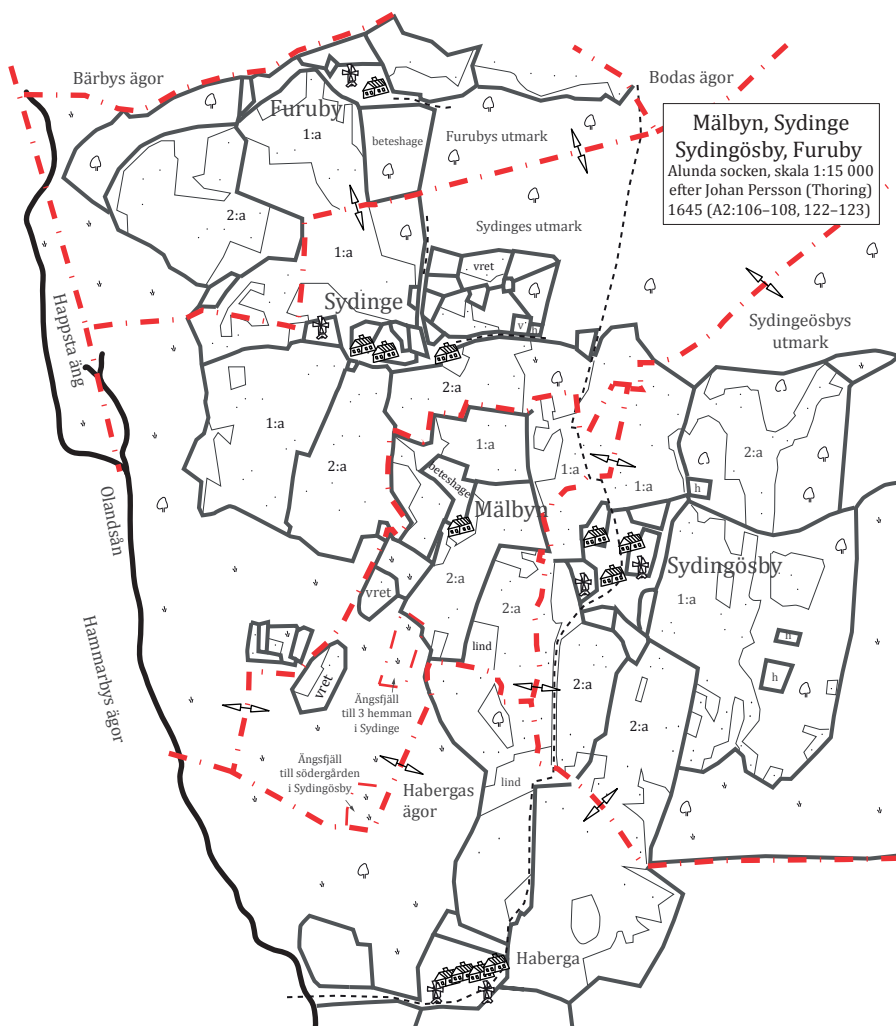 Bärbys ägor
Bodas ägor
Mälbyn, Sydinge
Sydingösby, Furuby
Alunda socken, skala 1:15 000
efter Johan Persson (Thoring)
1645 (A2:106–108, 122–123)
Furuby
1:a
beteshage
Furubys utmark
2:a
1:a
Sydinges utmark
vret
Sydinge
v
h
Sydingeösbys
utmark
Happsta äng
2:a
1:a
2:a
1:a
1:a
1:a
2:a
beteshage
h
Mälbyn
Olandsån
Sydingösby
vret
2:a
2:a
1:a
lind
h
h
Hammarbys ägor
vret
2:a
2:a
Ängsfjäll
till 3 hemman
i Sydinge
Ängsfjäll
till södergården
i Sydingösby
lind
Habergas
ägor
Haberga